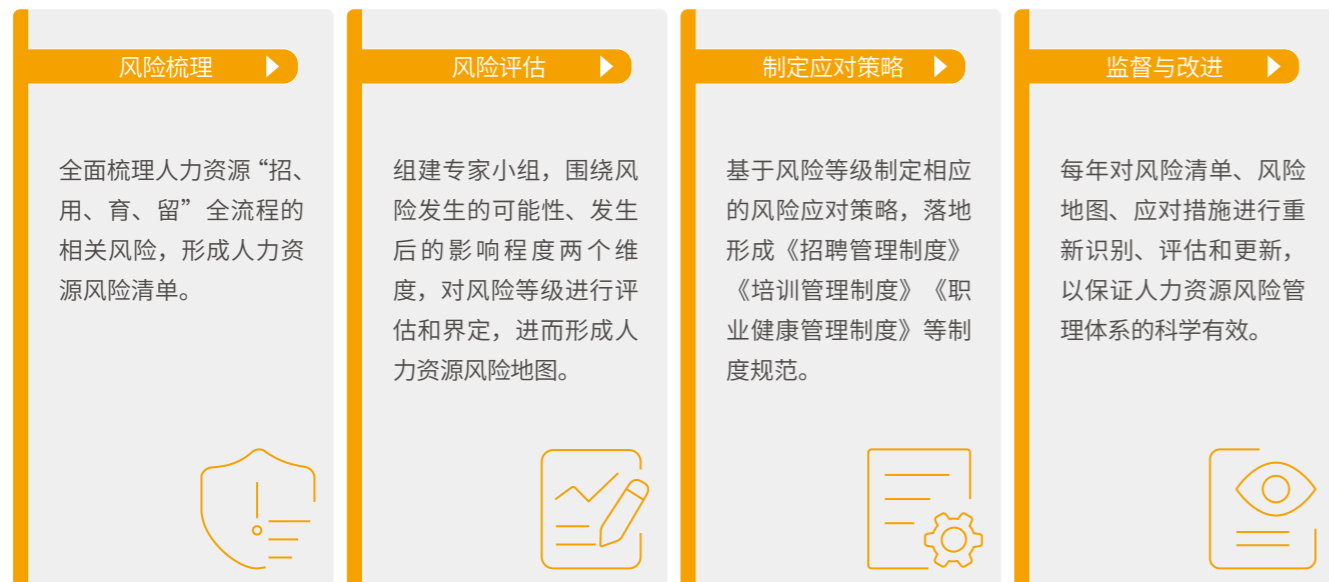 风险梳理
全面梳理人力资源“招、
用、育、留”全流程的
相关风险，形成人力资
源风险清单。
风险评估
组建专家小组，围绕风
险发生的可能性、发生
后的影响程度两个维
度，对风险等级进行评
估和界定，进而形成人
力资源风险地图。
制定应对策略
基于风险等级制定相应
的风险应对策略，落地
形成《招聘管理制度》
《培训管理制度》《职
业健康管理制度》等制
度规范。
监督与改进
每年对风险清单、风险
地图、应对措施进行重
新识别、评估和更新，
以保证人力资源风险管
理体系的科学有效。